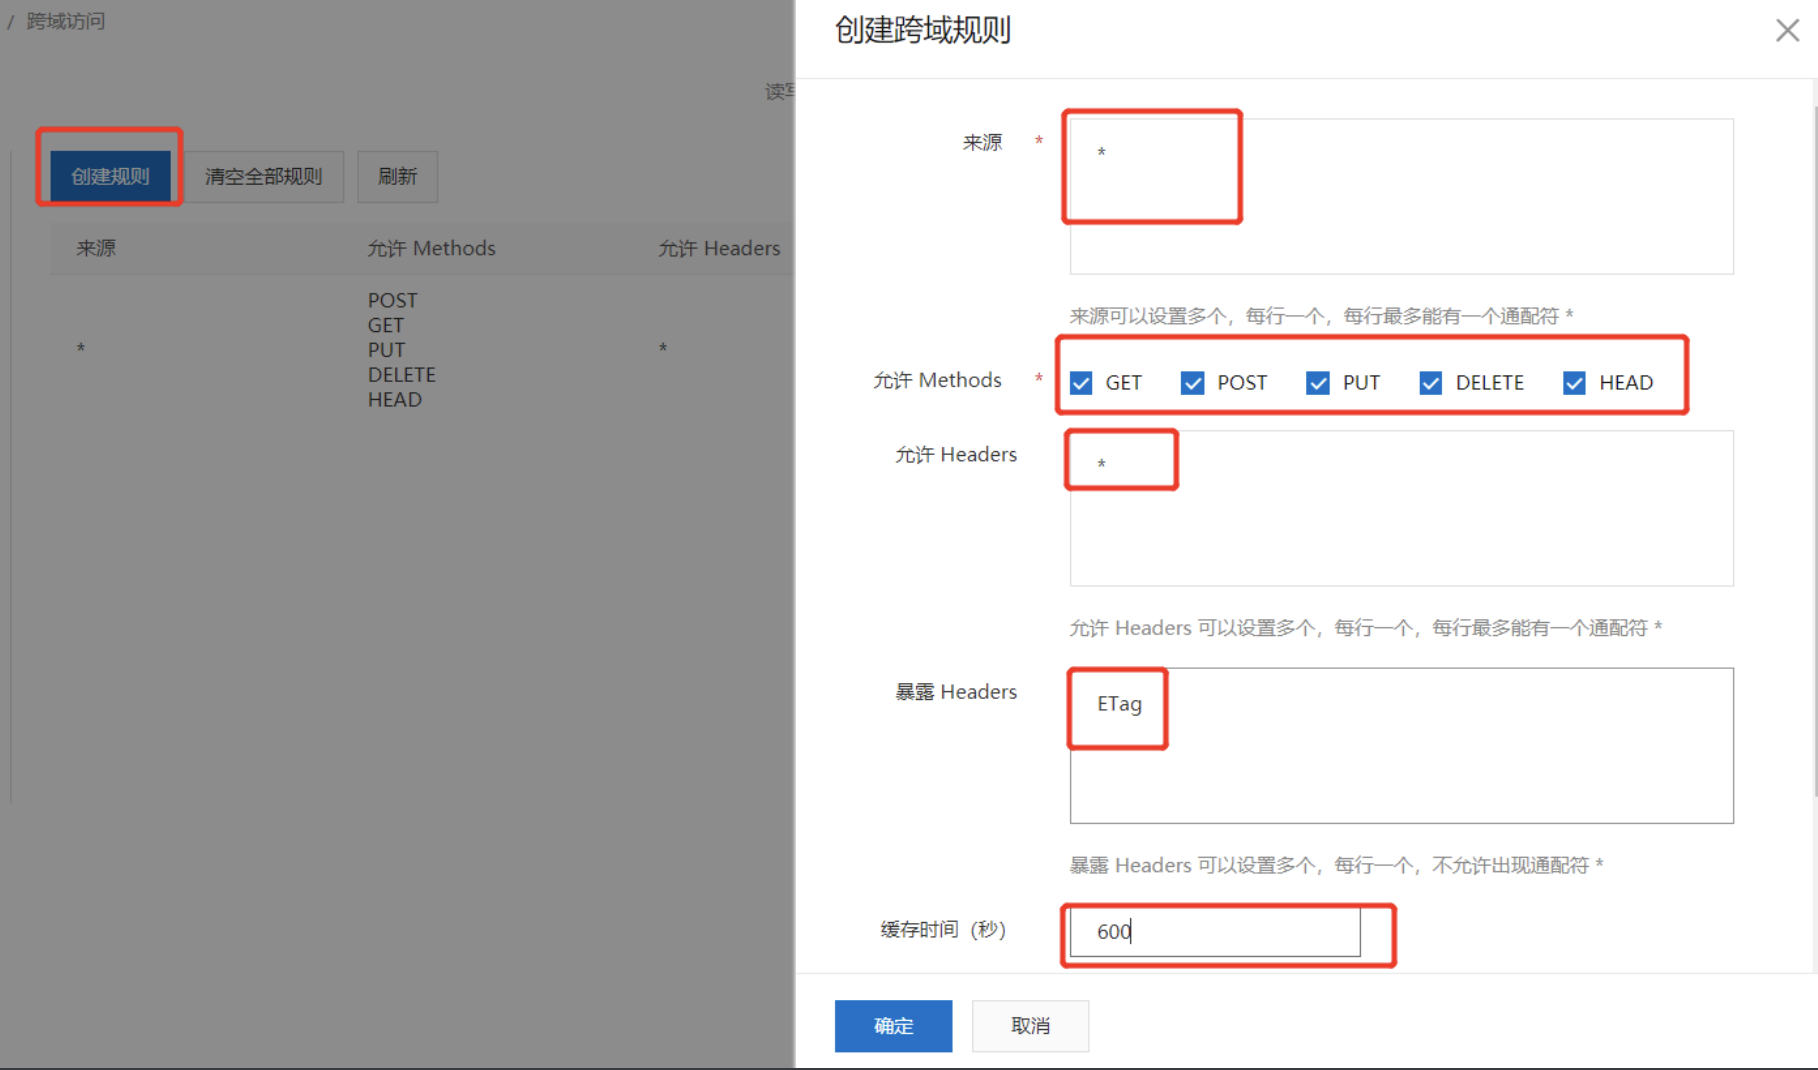 / 跨域访问
读写
创建规则 清空全部规则 刷新
来源 允许 Methods 允许 Headers
* POST *
GET
PUT
DELETE
HEAD
创建跨域规则
来源 * *
来源可以设置多个，每行一个，每行最多能有一个通配符 *
允许 Methods * GET POST PUT DELETE HEAD
允许 Headers *
允许 Headers 可以设置多个，每行一个，每行最多能有一个通配符 *
暴露 Headers ETag
暴露 Headers 可以设置多个，每行一个，不允许出现通配符 *
缓存时间（秒） 600
确定 取消